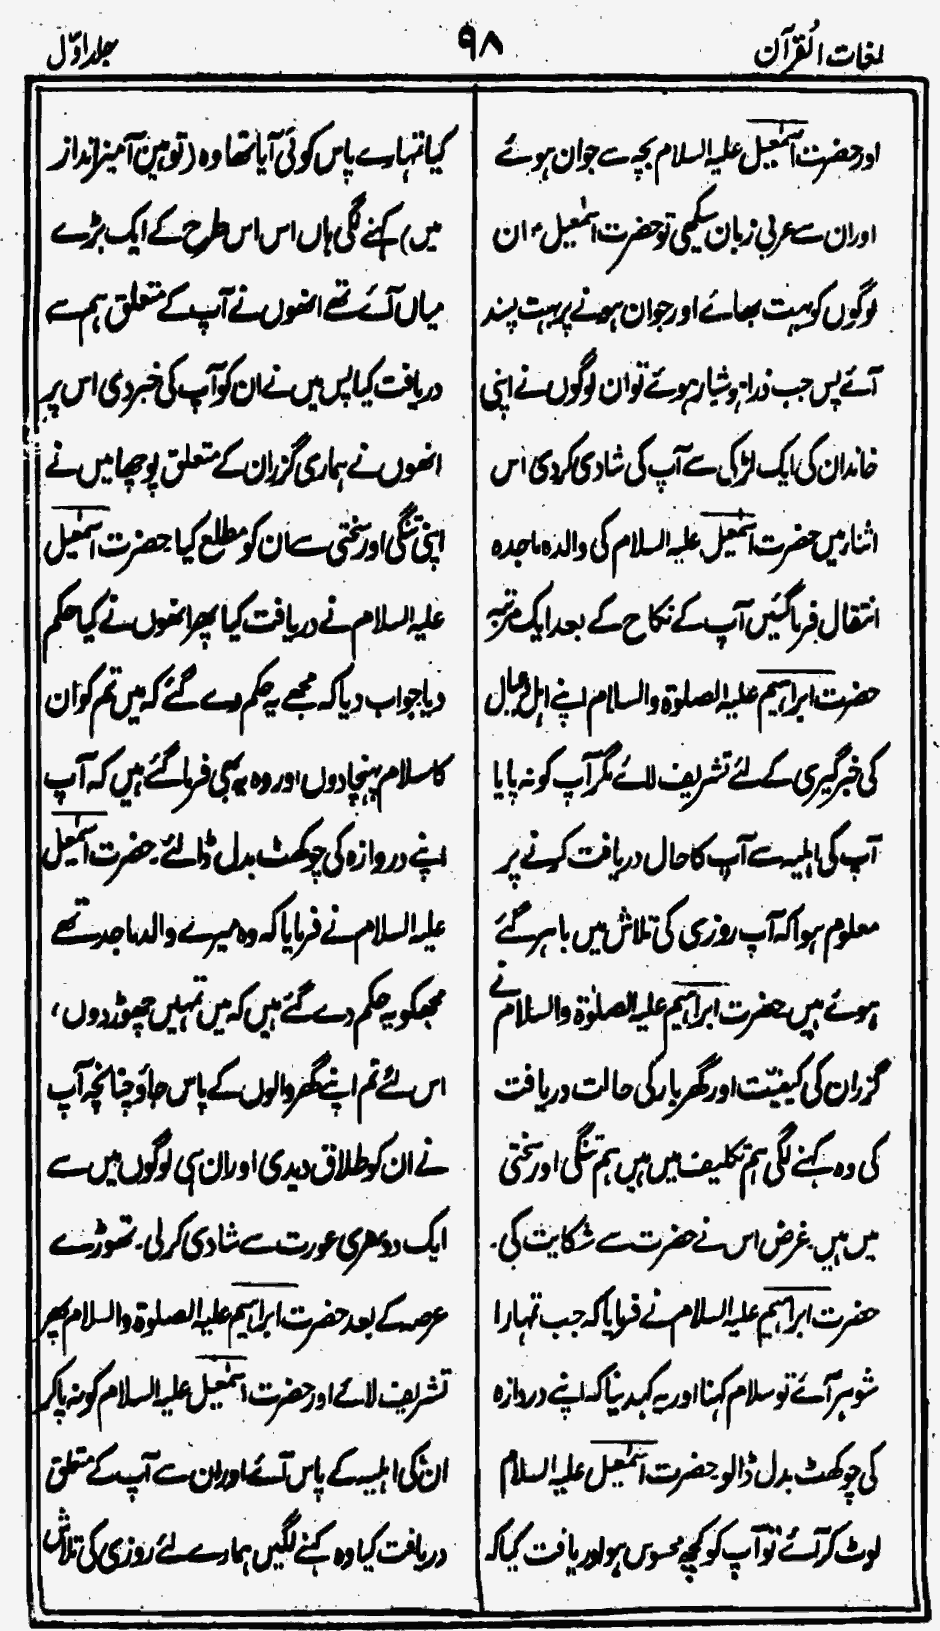 لغات القرآن ۹۸ جلد اوّل
اور حضرت اسمٰعیل علیہ السلام بچہ سے جوان ہوئے
اور ان سے عربی زبان سیکھی تو حضرت اسمٰعیل ؑ ان
لوگوں کو بہت بھائے اور جوان ہونے پر بہت پسند
آئے پس جب ذرا ہوشیار ہوئے تو ان لوگوں نے اپنی
خاندان کی ایک لڑکی سے آپ کی شادی کر دی اس
اثنار میں حضرت اسمٰعیل علیہ السلام کی والدہ ماجدہ
انتقال فرما گئیں آپ کے نکاح کے بعد ایک مرتبہ
حضرت ابراہیم علیہ الصلوۃ والسلام اپنے اہل و عیال
کی خبر گیری کے لئے تشریف لائے مگر آپ کو نہ پایا
آپ کی اہلیہ سے آپ کا حال دریافت کرنے پر
معلوم ہوا کہ آپ روزی کی تلاش میں باہر گئے
ہوئے ہیں حضرت ابراہیم علیہ الصلوٰۃ والسلام نے
گزران کی کیفیت اور گھر بار کی حالت دریافت
کی وہ کہنے لگی ہم تکلیف میں ہیں ہم تنگی اور سختی
میں ہیں۔ غرض اس نے حضرت سے شکایت کی۔
حضرت ابراہیم علیہ السلام نے فرمایا کہ جب تمہارا
شوہر آئے تو سلام کہنا اور یہ کہدینا کہ اپنے دروازہ
کی چوکھٹ بدل ڈالو۔ حضرت اسمٰعیل علیہ السلام
لوٹ کر آئے تو آپ کو کچھ محسوس ہوا دریافت کیا کہ
کیا تمہارے پاس کوئی آیا تھا وہ (توہین آمیز انداز
میں) کہنے لگی ہاں اس اس طرح کے ایک بڑے
میاں آئے تھے انھوں نے آپ کے متعلق ہم سے
دریافت کیا پس میں نے ان کو آپ کی خبر دی اس پر
انھوں نے ہماری گزران کے متعلق پوچھا میں نے
اپنی تنگی اور سختی سے ان کو مطلع کیا۔ حضرت اسمٰعیل
علیہ السلام نے دریافت کیا پھر انھوں نے کیا حکم
دیا جواب دیا کہ مجھے یہ حکم دے گئے کہ میں تم کو ان
کا سلام پہنچا دوں اور وہ یہ بھی فرما گئے ہیں کہ آپ
اپنے دروازہ کی چوکھٹ بدل ڈالئے۔ حضرت اسمٰعیل
علیہ السلام نے فرمایا کہ وہ میرے والد ماجد تھے
مجھکو یہ حکم دے گئے ہیں کہ میں تمہیں چھوڑ دوں،
اس لئے تم اپنے گھر والوں کے پاس جاؤ چنانچہ آپ
نے ان کو طلاق دیدی اور ان ہی لوگوں میں سے
ایک دوسری عورت سے شادی کر لی۔ تھوڑے
عرصہ کے بعد حضرت ابراہیم علیہ الصلوۃ والسلام پھر
تشریف لائے اور حضرت اسمٰعیل علیہ السلام کو نہ پا کر
ان کی اہلیہ کے پاس آئے اور ان سے آپ کے متعلق
دریافت کیا وہ کہنے لگیں ہمارے لئے روزی کی تلاش